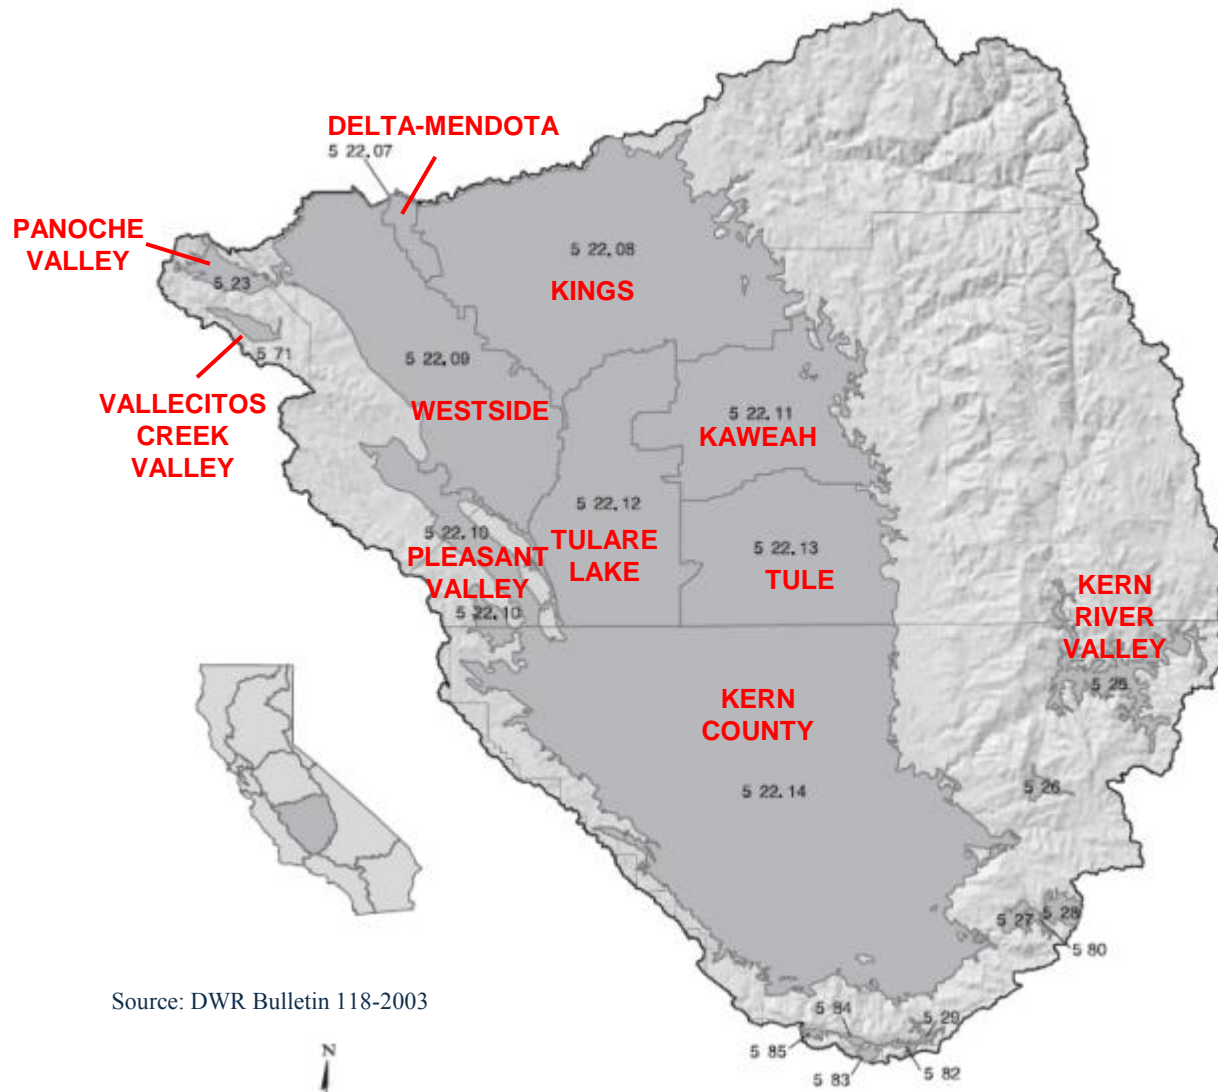 DELTA-MENDOTA
5 22.07
PANOCHE
VALLEY
5 23
5 22.08
KINGS
5 71
VALLECITOS
CREEK
VALLEY
5 22.09
WESTSIDE
5 22.11
KAWEAH
5 22.12
TULARE
LAKE
5 22.10
PLEASANT
VALLEY
5 22.10
5 22.13
TULE
KERN
RIVER
VALLEY
5 25
KERN
COUNTY
5 22.14
5 26
5 27
5 28
5 80
Source: DWR Bulletin 118-2003
5 84
5 29
5 85
5 83
5 82
N